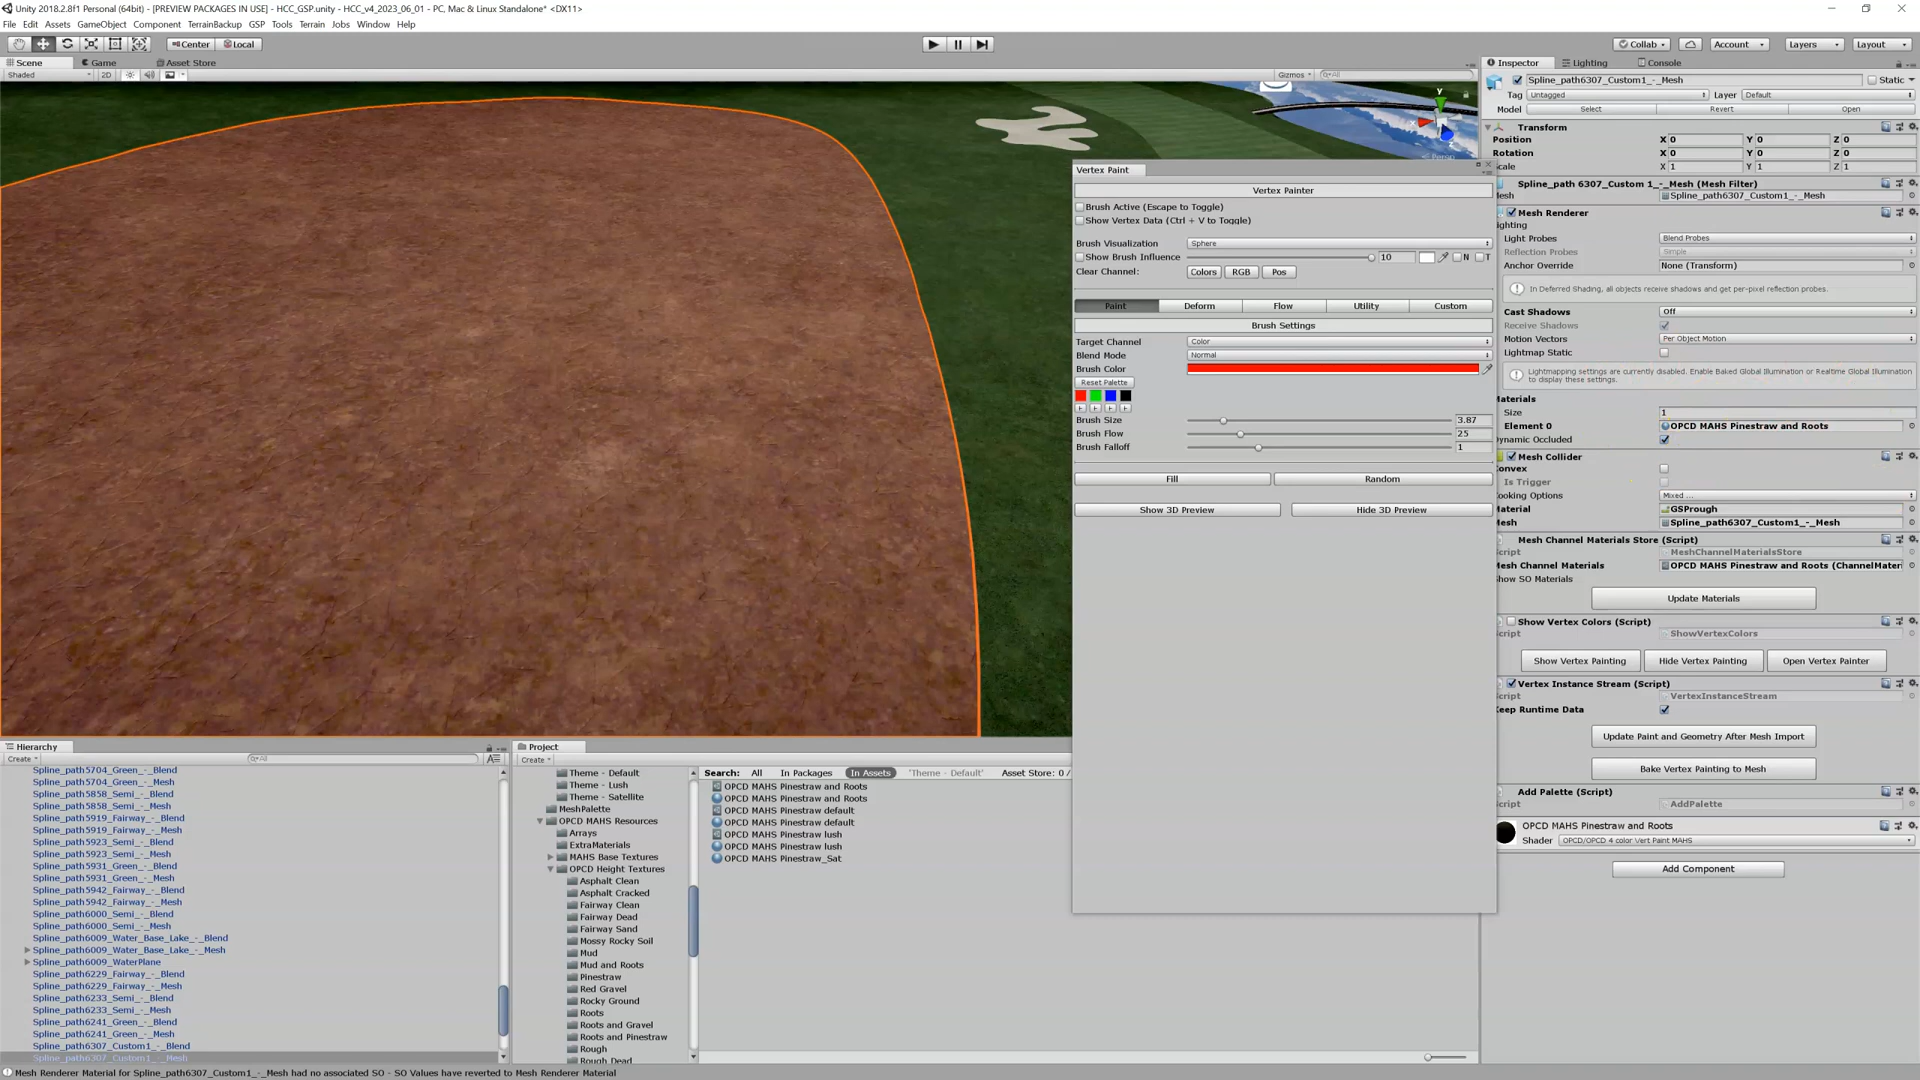 Unity 2018.2.8f1 Personal (64bit) - [PREVIEW PACKAGES IN USE] - HCC_GSP.unity - HCC_v4_2023_06_01 - PC, Mac & Linux Standalone* <DX11>
File Edit Assets GameObject Component TerrainBackup GSP Tools Terrain Jobs Window Help
Center Local Collab Account Layers Layout
Scene Game Asset Store
Shaded 2D Gizmos All
y
Persp
Vertex Paint
Vertex Painter
Brush Active (Escape to Toggle)
Show Vertex Data (Ctrl + V to Toggle)
Brush Visualization Sphere
Show Brush Influence 10 N T
Clear Channel: Colors RGB Pos
Paint Deform Flow Utility Custom
Brush Settings
Target Channel Color
Blend Mode Normal
Brush Color
Reset Palette
Brush Size 3.87
Brush Flow 25
Brush Falloff 1
Fill Random
Show 3D Preview Hide 3D Preview
Inspector Lighting Console
Spline_path6307_Custom1_-_Mesh Static
Tag Untagged Layer Default
Model Select Revert Open
Transform
Position X 0 Y 0 Z 0
Rotation X 0 Y 0 Z 0
Scale X 1 Y 1 Z 1
Spline_path 6307_Custom 1_-_Mesh (Mesh Filter)
Mesh Spline_path6307_Custom1_-_Mesh
Mesh Renderer
Lighting
Light Probes Blend Probes
Reflection Probes Simple
Anchor Override None (Transform)
In Deferred Shading, all objects receive shadows and get per-pixel reflection probes.
Cast Shadows Off
Receive Shadows
Motion Vectors Per Object Motion
Lightmap Static
Lightmapping settings are currently disabled. Enable Baked Global Illumination or Realtime Global Illumination
to display these settings.
Materials
Size 1
Element 0 OPCD MAHS Pinestraw and Roots
Dynamic Occluded
Mesh Collider
Convex
Is Trigger
Cooking Options Mixed ...
Material GSPrough
Mesh Spline_path6307_Custom1_-_Mesh
Mesh Channel Materials Store (Script)
Script MeshChannelMaterialsStore
Mesh Channel Materials OPCD MAHS Pinestraw and Roots (ChannelMater
Show SO Materials
Update Materials
Show Vertex Colors (Script)
Script ShowVertexColors
Show Vertex Painting Hide Vertex Painting Open Vertex Painter
Vertex Instance Stream (Script)
Script VertexInstanceStream
Keep Runtime Data
Update Paint and Geometry After Mesh Import
Bake Vertex Painting to Mesh
Add Palette (Script)
Script AddPalette
OPCD MAHS Pinestraw and Roots
Shader OPCD/OPCD 4 color Vert Paint MAHS
Add Component
Hierarchy
Create All
Spline_path5704_Green_-_Blend
Spline_path5704_Green_-_Mesh
Spline_path5858_Semi_-_Blend
Spline_path5858_Semi_-_Mesh
Spline_path5919_Fairway_-_Blend
Spline_path5919_Fairway_-_Mesh
Spline_path5923_Semi_-_Blend
Spline_path5923_Semi_-_Mesh
Spline_path5931_Green_-_Blend
Spline_path5931_Green_-_Mesh
Spline_path5942_Fairway_-_Blend
Spline_path5942_Fairway_-_Mesh
Spline_path6000_Semi_-_Blend
Spline_path6000_Semi_-_Mesh
Spline_path6009_Water_Base_Lake_-_Blend
Spline_path6009_Water_Base_Lake_-_Mesh
Spline_path6009_WaterPlane
Spline_path6229_Fairway_-_Blend
Spline_path6229_Fairway_-_Mesh
Spline_path6233_Semi_-_Blend
Spline_path6233_Semi_-_Mesh
Spline_path6241_Green_-_Blend
Spline_path6241_Green_-_Mesh
Spline_path6307_Custom1_-_Blend
Spline_path6307_Custom1_-_Mesh
Project
Create
Theme - Default
Theme - Lush
Theme - Satellite
MeshPalette
OPCD MAHS Resources
Arrays
ExtraMaterials
MAHS Base Textures
OPCD Height Textures
Asphalt Clean
Asphalt Cracked
Fairway Clean
Fairway Dead
Fairway Sand
Mossy Rocky Soil
Mud
Mud and Roots
Pinestraw
Red Gravel
Rocky Ground
Roots
Roots and Gravel
Roots and Pinestraw
Rough
Rough Dead
Search: All In Packages In Assets 'Theme - Default' Asset Store: 0 /
OPCD MAHS Pinestraw and Roots
OPCD MAHS Pinestraw and Roots
OPCD MAHS Pinestraw default
OPCD MAHS Pinestraw default
OPCD MAHS Pinestraw lush
OPCD MAHS Pinestraw lush
OPCD MAHS Pinestraw_Sat
Mesh Renderer Material for Spline_path6307_Custom1_-_Mesh had no associated SO - SO Values have reverted to Mesh Renderer Material